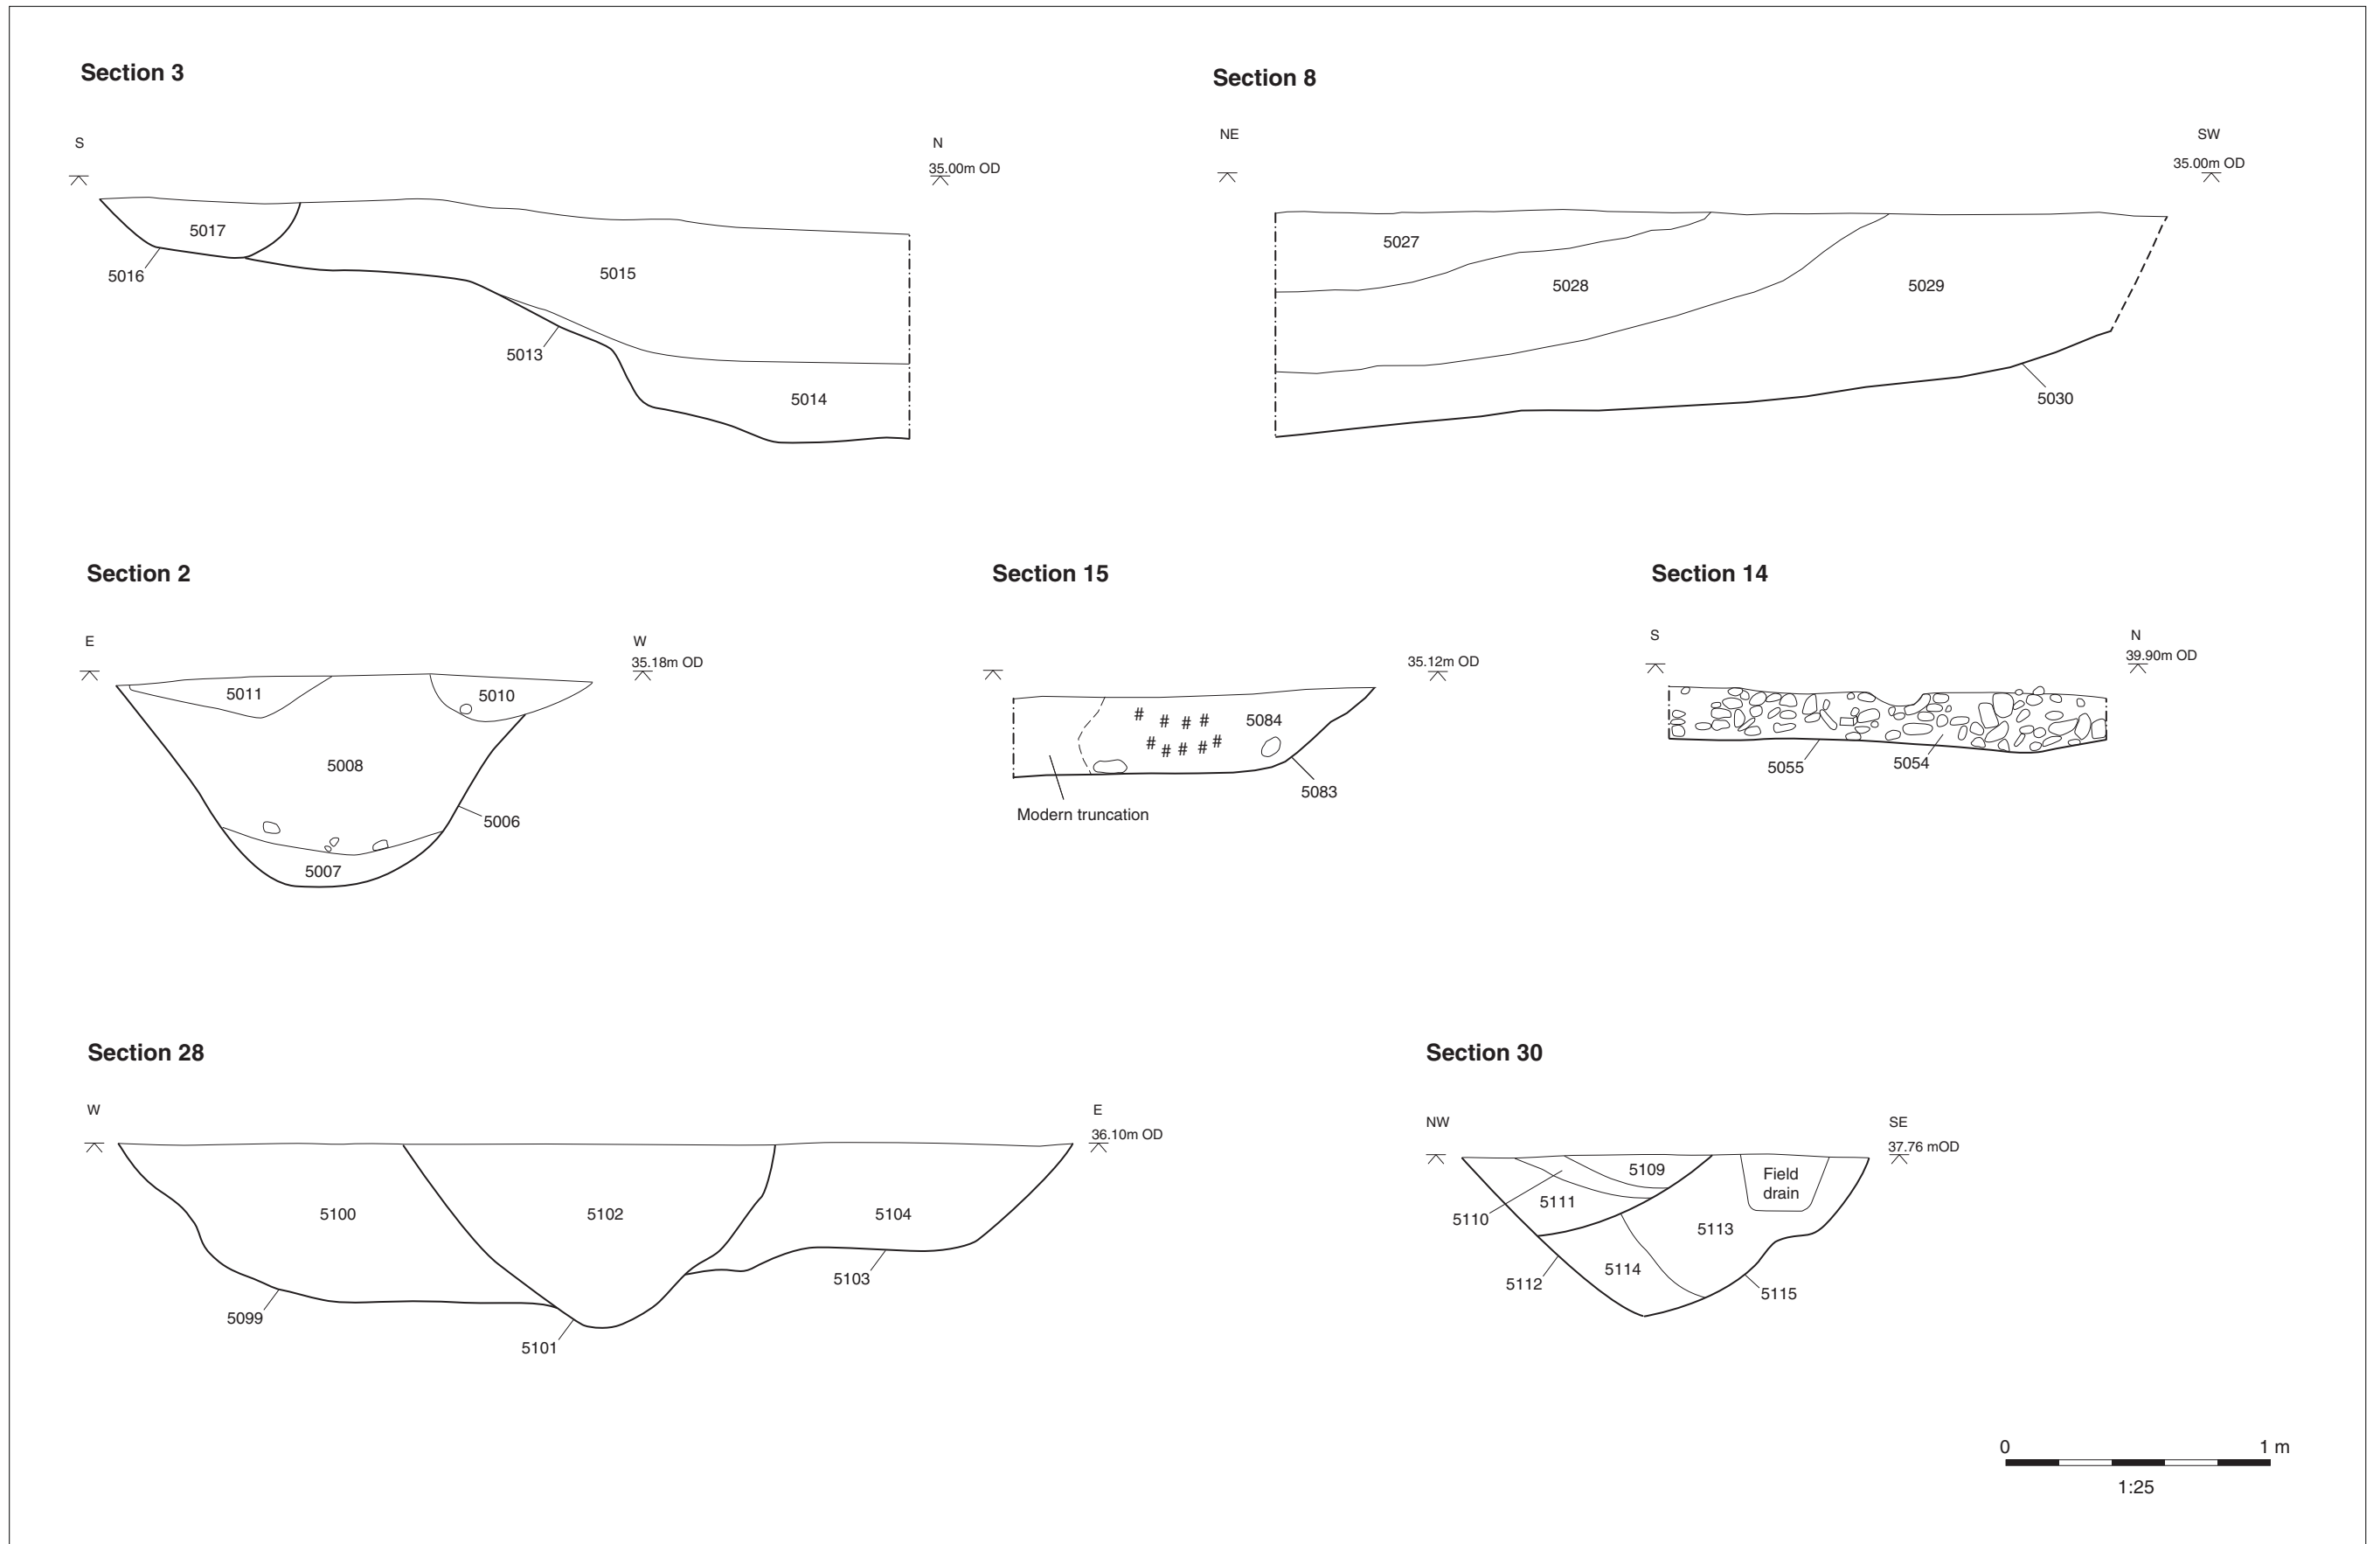 Section 3
S
N
35.00m OD
5017
5016
5015
5013
5014
Section 8
NE
SW
35.00m OD
5027
5028
5029
5030
Section 2
E
W
35.18m OD
5011
5010
5008
5006
5007
Section 15
35.12m OD
# # # #
5084
# # # # #
5083
Modern truncation
Section 14
S
N
39.90m OD
5055
5054
Section 28
W
E
36.10m OD
5100
5102
5104
5103
5099
5101
Section 30
NW
SE
37.76 mOD
5109
Field
drain
5111
5110
5113
5114
5112
5115
0
1 m
1:25